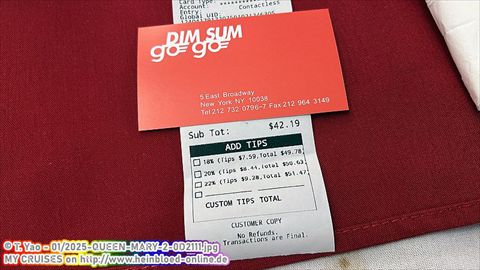 Card Type:
Account:
Entry: Contactless
Global UID:
DIM SUM
go go
5 East Broadway
New York NY 10038
Tel 212 732 0796-7 Fax 212 964 3149
Sub Tot: $42.19
ADD TIPS
18% (Tips $7.59,Total $49.78,
20% (Tips $8.44,Total $50.63,
22% (Tips $9.28,Total $51.47,
CUSTOM TIPS TOTAL
CUSTOMER COPY
No Refunds.
Transactions are Final.
© T. Yao - 01/2025-QUEEN-MARY-2-0D2111.jpg
MY CRUISES on http://www.heinbloed-online.de